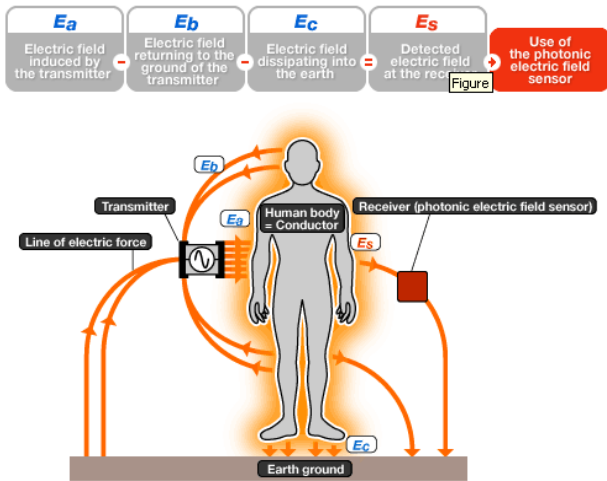 Ea
Electric field
induced by
the transmitter
-
Eb
Electric field
returning to the
ground of the
transmitter
-
Ec
Electric field
dissipating into
the earth
=
Es
Detected
electric field
at the
Use of
the photonic
electric field
sensor
Figure
Eb
Transmitter
Ea
Human body
= Conductor
Receiver (photonic electric field sensor)
Line of electric force
Es
Ec
Earth ground